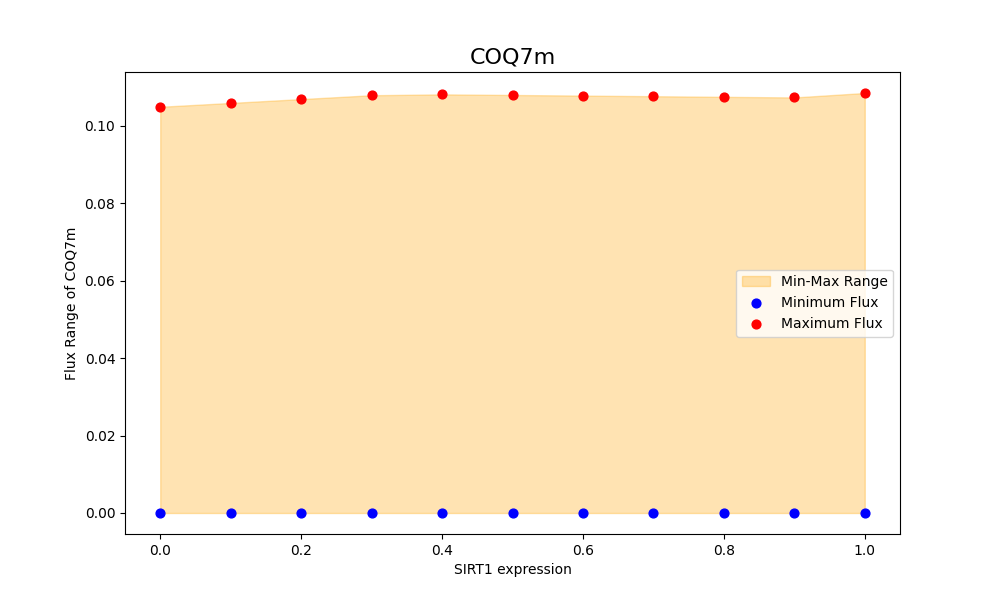 COQ7m
Flux Range of COQ7m
0.10
0.08
0.06
0.04
0.02
0.00
Min-Max Range
Minimum Flux
Maximum Flux
0.0 0.2 0.4 0.6 0.8 1.0
SIRT1 expression